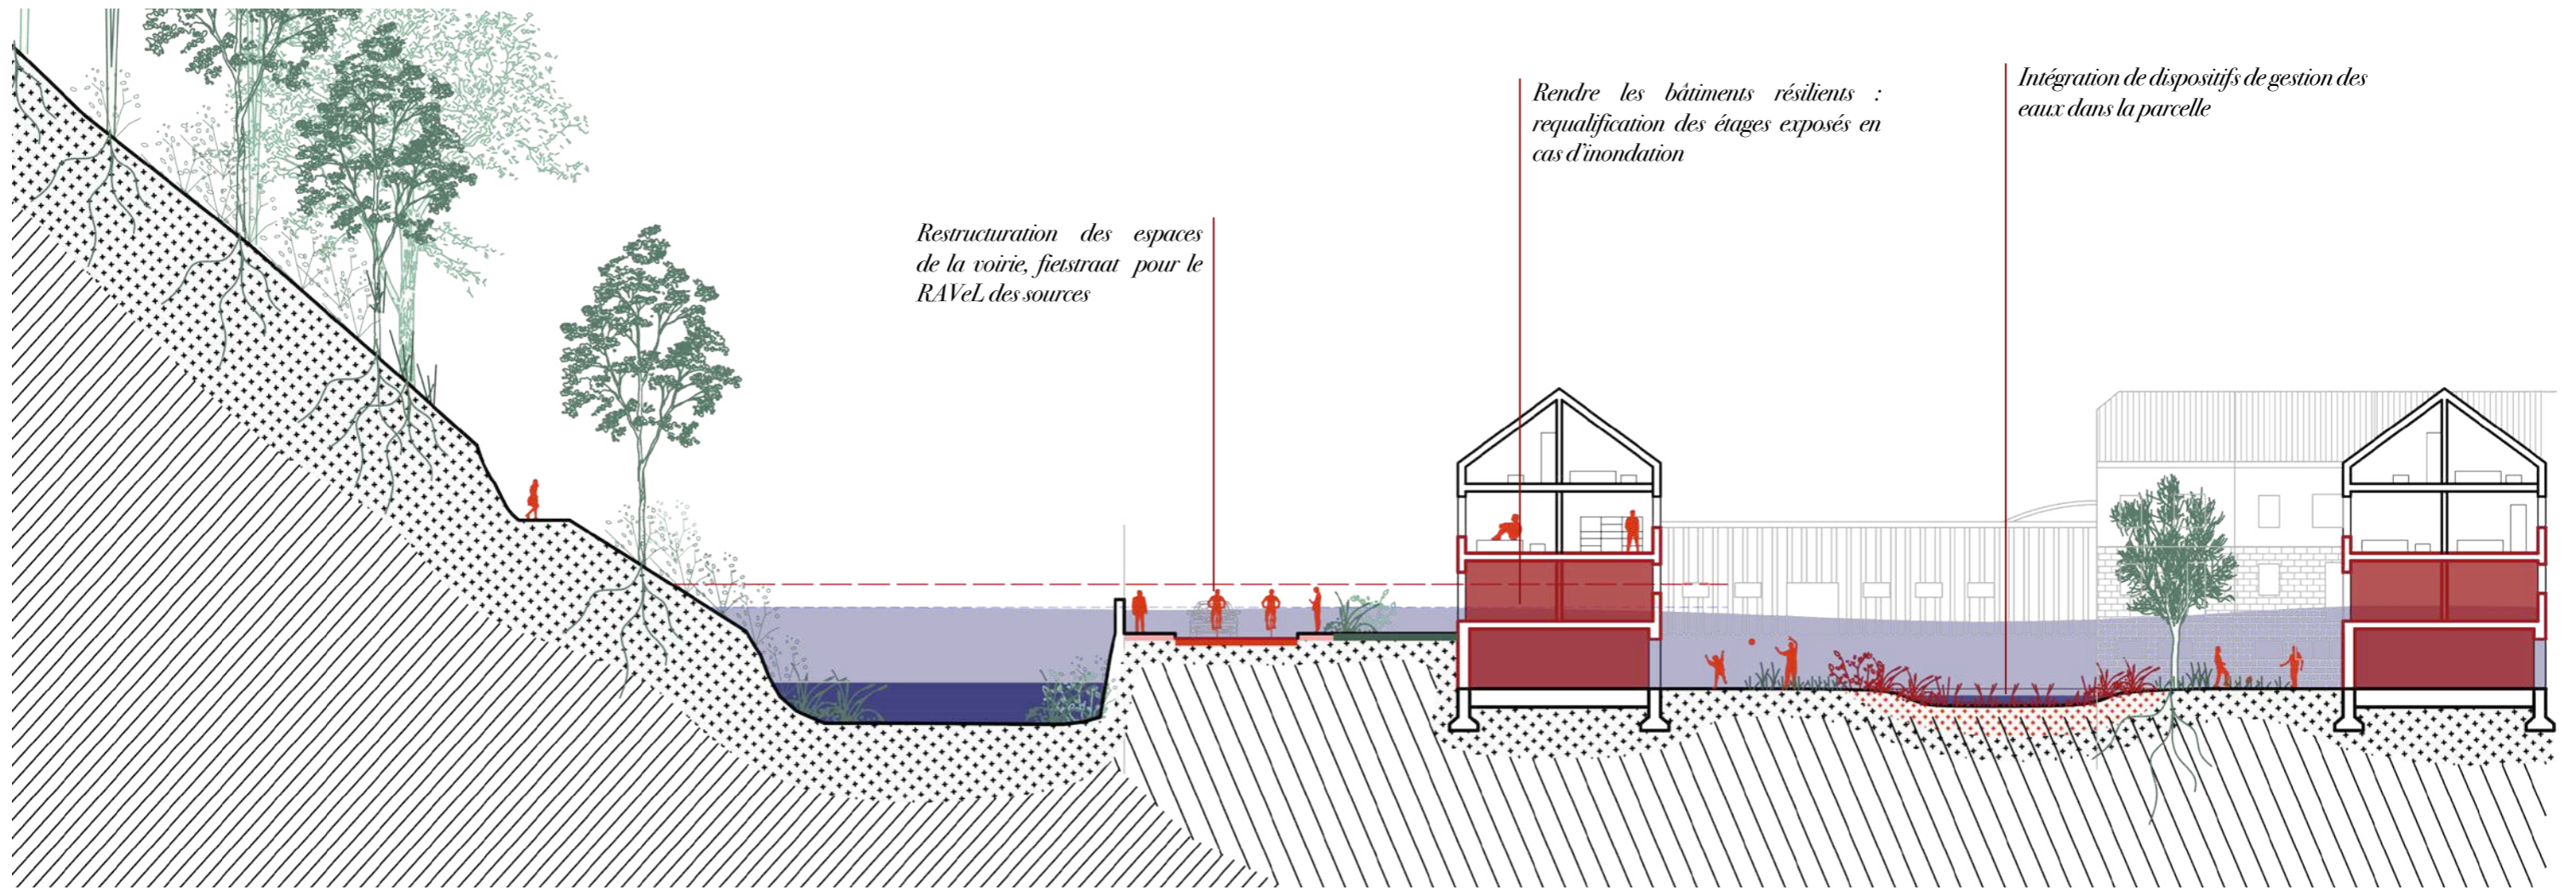 Rendre les bâtiments résilients :
requalification des étages exposés en
cas d'inondation
Intégration de dispositifs de gestion des
eaux dans la parcelle
Restructuration des espaces
de la voirie, fietstraat pour le
RAVeL des sources